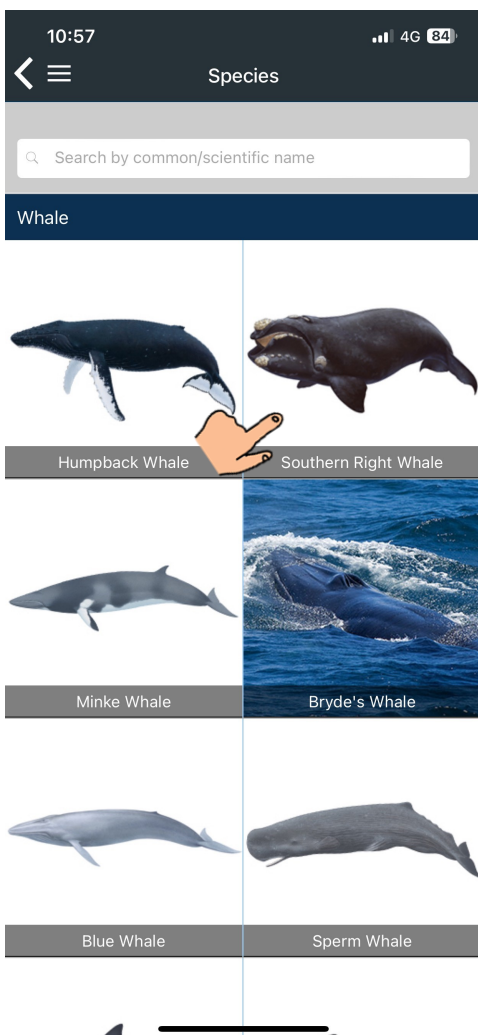 10:57
4G 84
Species
Search by common/scientific name
Whale
Humpback Whale
Southern Right Whale
Minke Whale
Bryde's Whale
Blue Whale
Sperm Whale